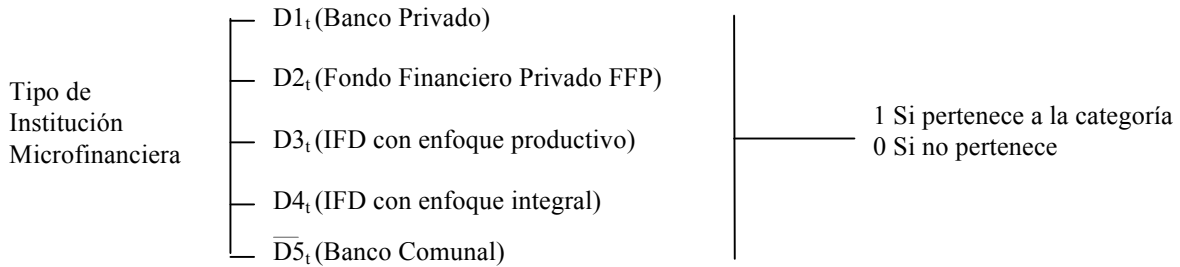 Tipo de
Institución
Microfinanciera
D1t (Banco Privado)
D2t (Fondo Financiero Privado FFP)
D3t (IFD con enfoque productivo)
D4t (IFD con enfoque integral)
D̅5̅t (Banco Comunal)
1 Si pertenece a la categoría
0 Si no pertenece